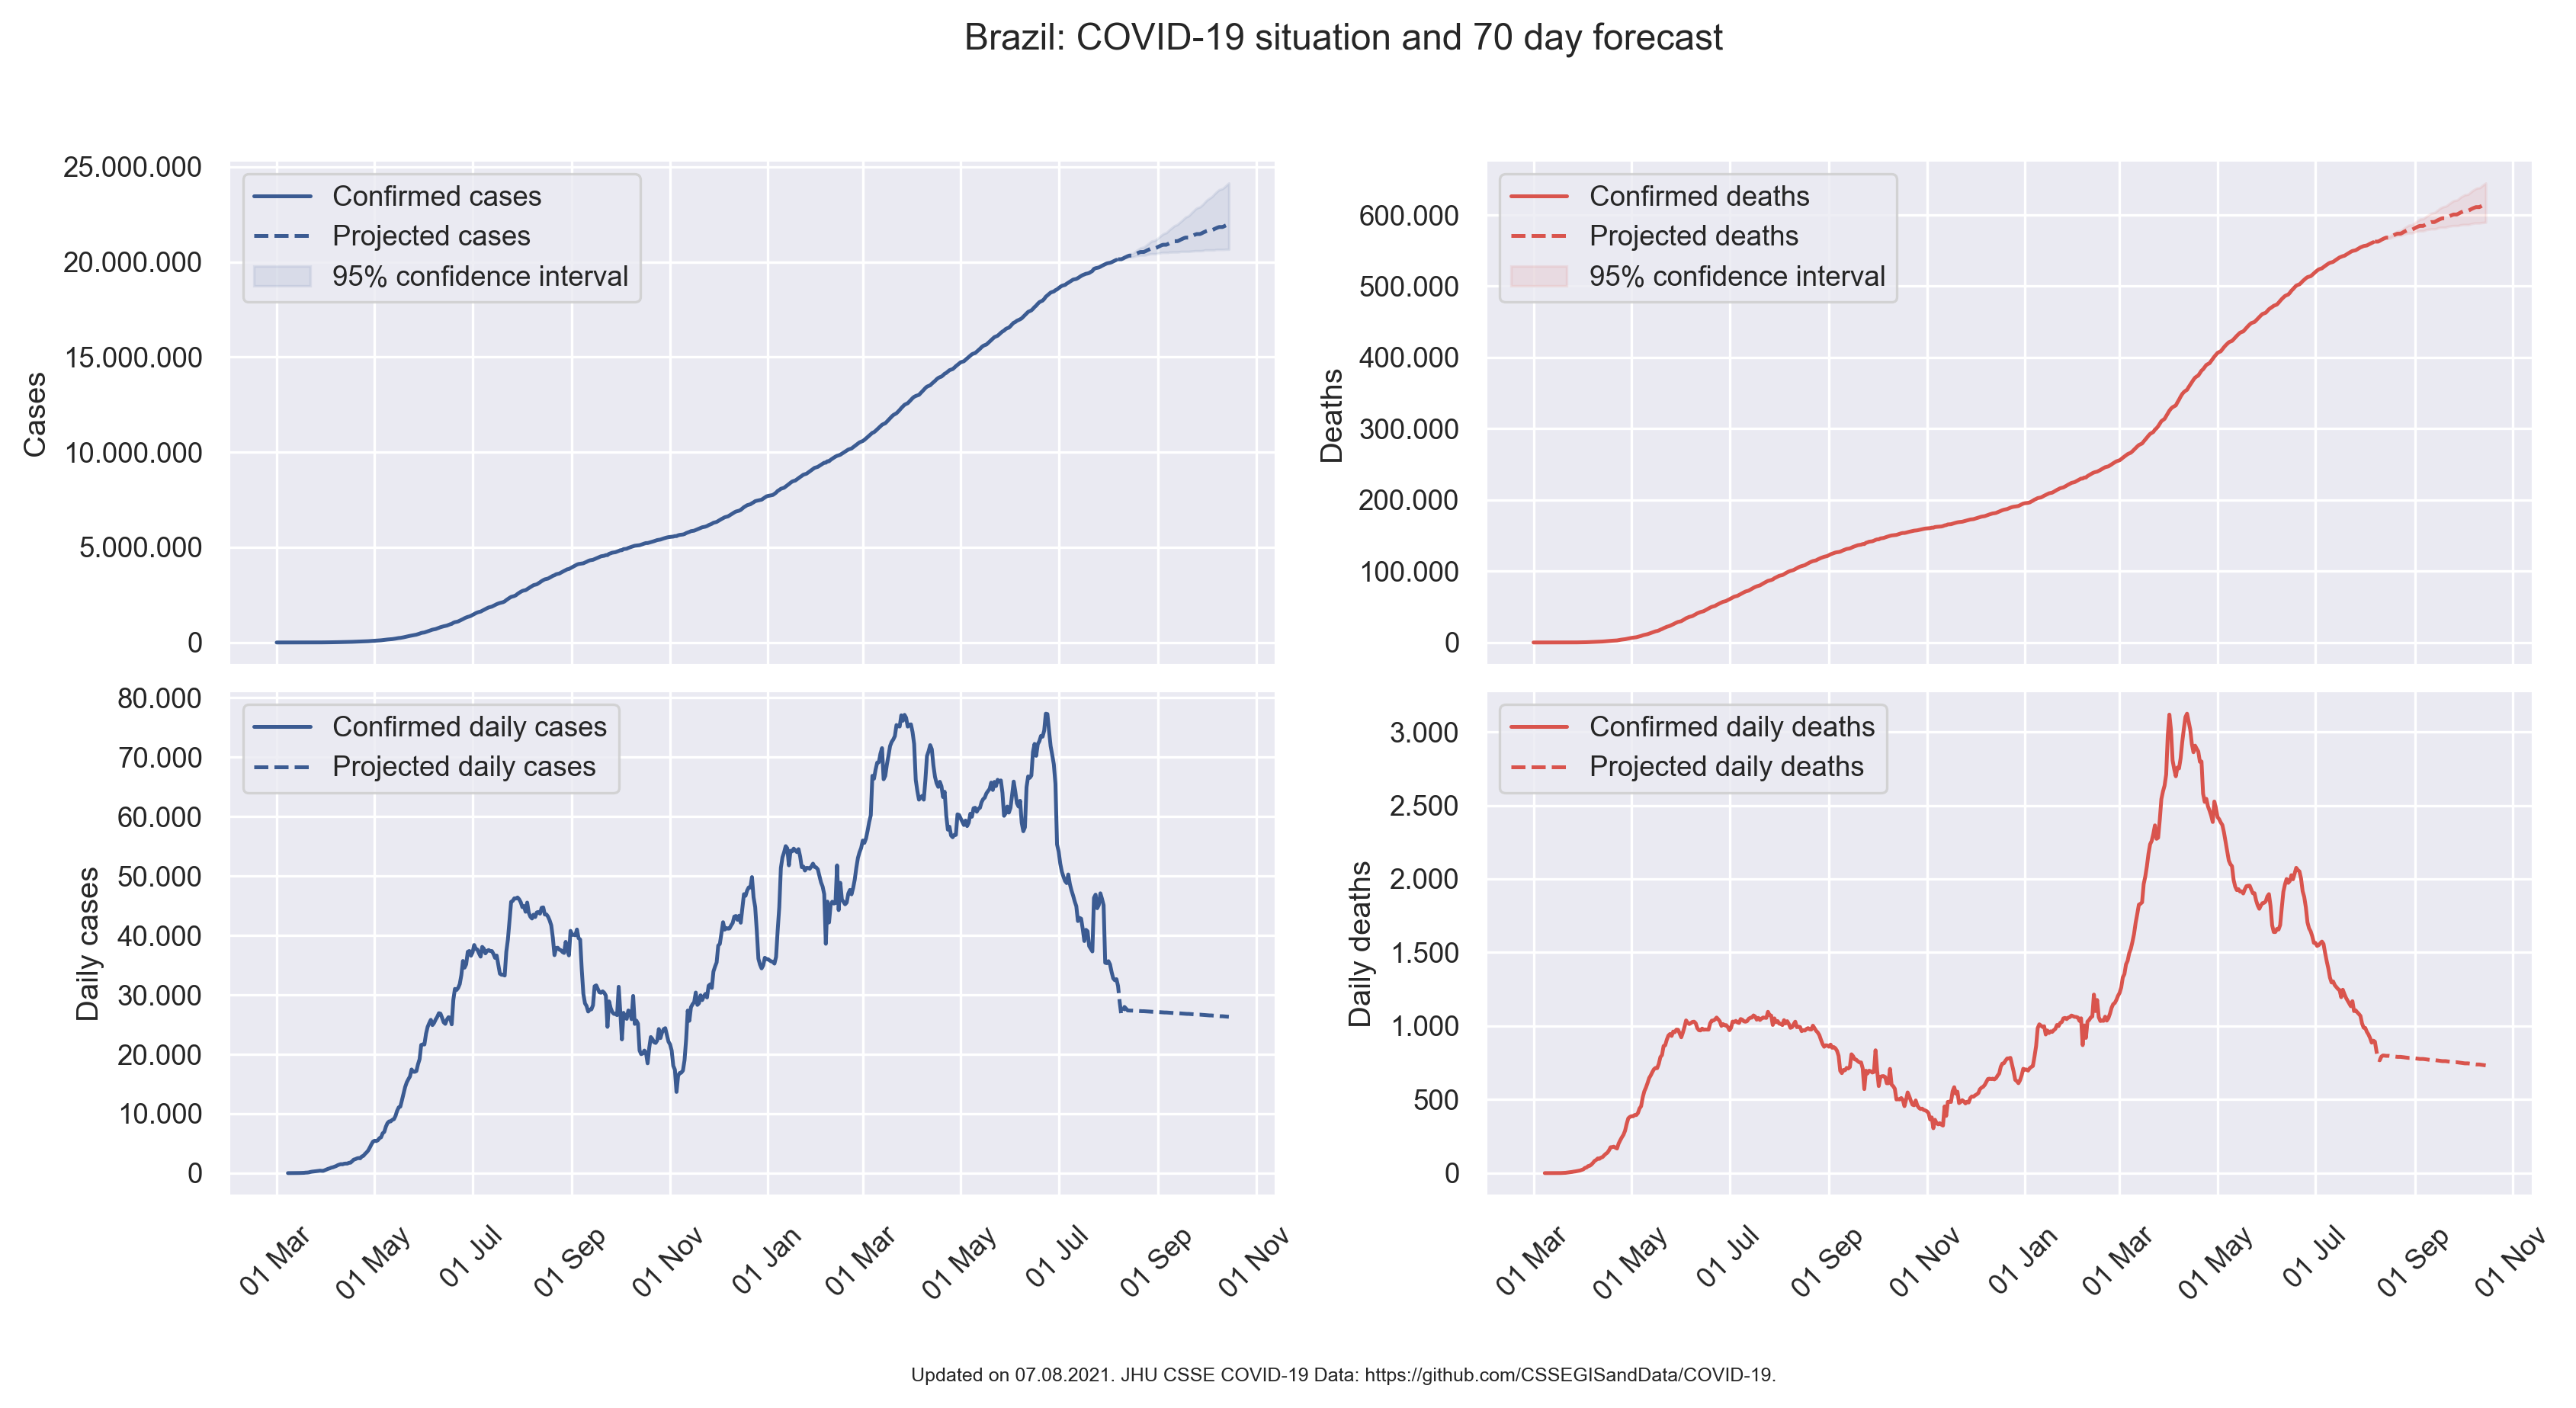 Brazil: COVID-19 situation and 70 day forecast
25.000.000
20.000.000
15.000.000
10.000.000
5.000.000
0
Cases
Confirmed cases
Projected cases
95% confidence interval
600.000
500.000
400.000
300.000
200.000
100.000
0
Deaths
Confirmed deaths
Projected deaths
95% confidence interval
80.000
70.000
60.000
50.000
40.000
30.000
20.000
10.000
0
Daily cases
Confirmed daily cases
Projected daily cases
01 Mar
01 May
01 Jul
01 Sep
01 Nov
01 Jan
01 Mar
01 May
01 Jul
01 Sep
01 Nov
3.000
2.500
2.000
1.500
1.000
500
0
Daily deaths
Confirmed daily deaths
Projected daily deaths
01 Mar
01 May
01 Jul
01 Sep
01 Nov
01 Jan
01 Mar
01 May
01 Jul
01 Sep
01 Nov
Updated on 07.08.2021. JHU CSSE COVID-19 Data: https://github.com/CSSEGISandData/COVID-19.